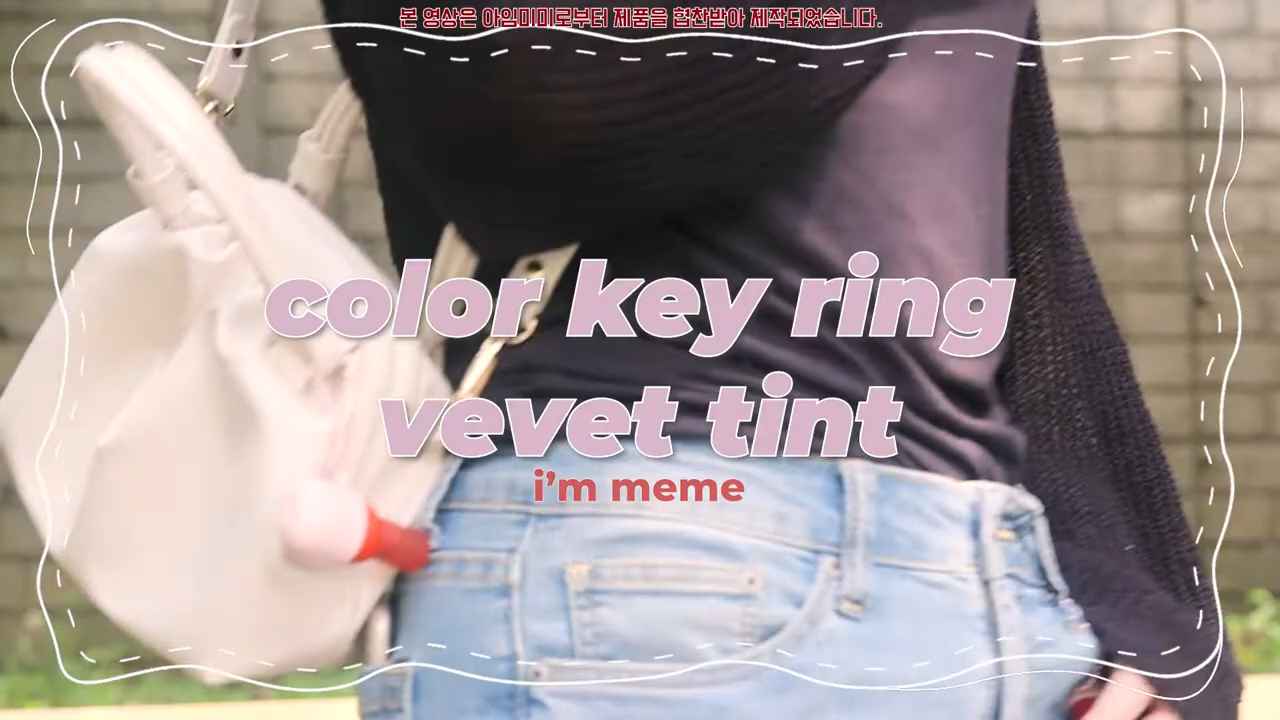 본 영상은 아임미미로부터 제품을 협찬받아 제작되었습니다.
color key ring
vevet tint
i'm meme